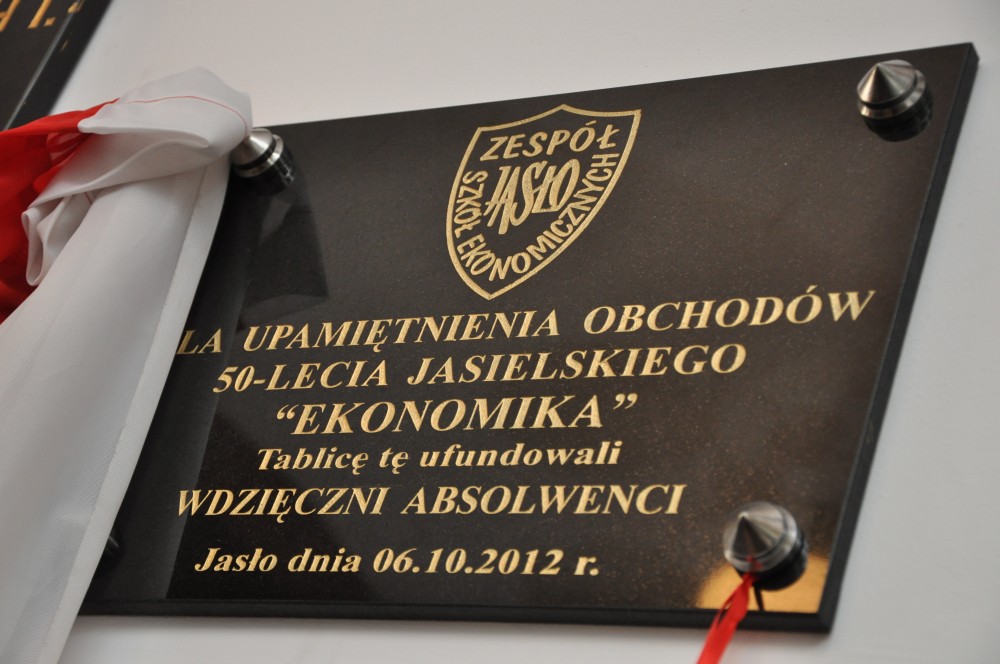 ZESPÓŁ
SZKÓŁ EKONOMICZNYCH
JASŁO
LA UPAMIĘTNIENIA OBCHODÓW
50-LECIA JASIELSKIEGO
“EKONOMIKA”
Tablicę tę ufundowali
WDZIĘCZNI ABSOLWENCI
Jasło dnia 06.10.2012 r.